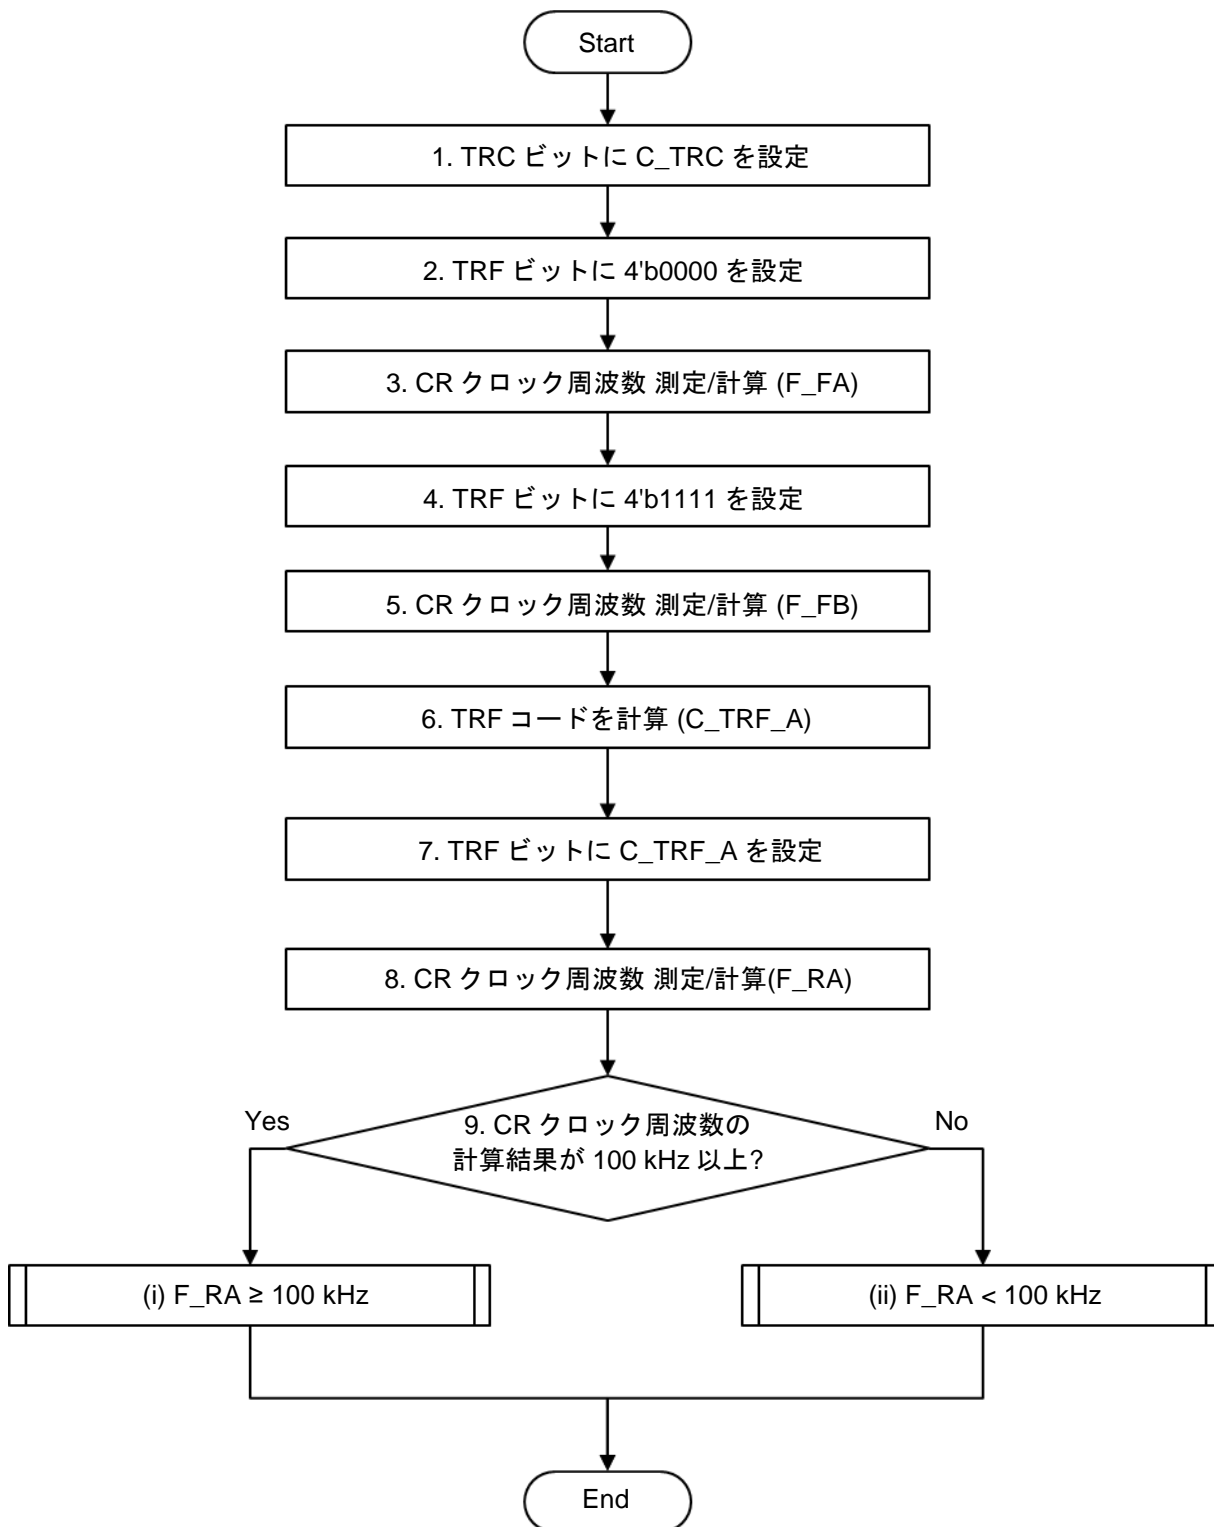 Start
1. TRC ビットに C_TRC を設定
2. TRF ビットに 4'b0000 を設定
3. CR クロック周波数 測定/計算 (F_FA)
4. TRF ビットに 4'b1111 を設定
5. CR クロック周波数 測定/計算 (F_FB)
6. TRF コードを計算 (C_TRF_A)
7. TRF ビットに C_TRF_A を設定
8. CR クロック周波数 測定/計算(F_RA)
9. CR クロック周波数の
計算結果が 100 kHz 以上?
Yes
No
(i) F_RA ≥ 100 kHz
(ii) F_RA < 100 kHz
End